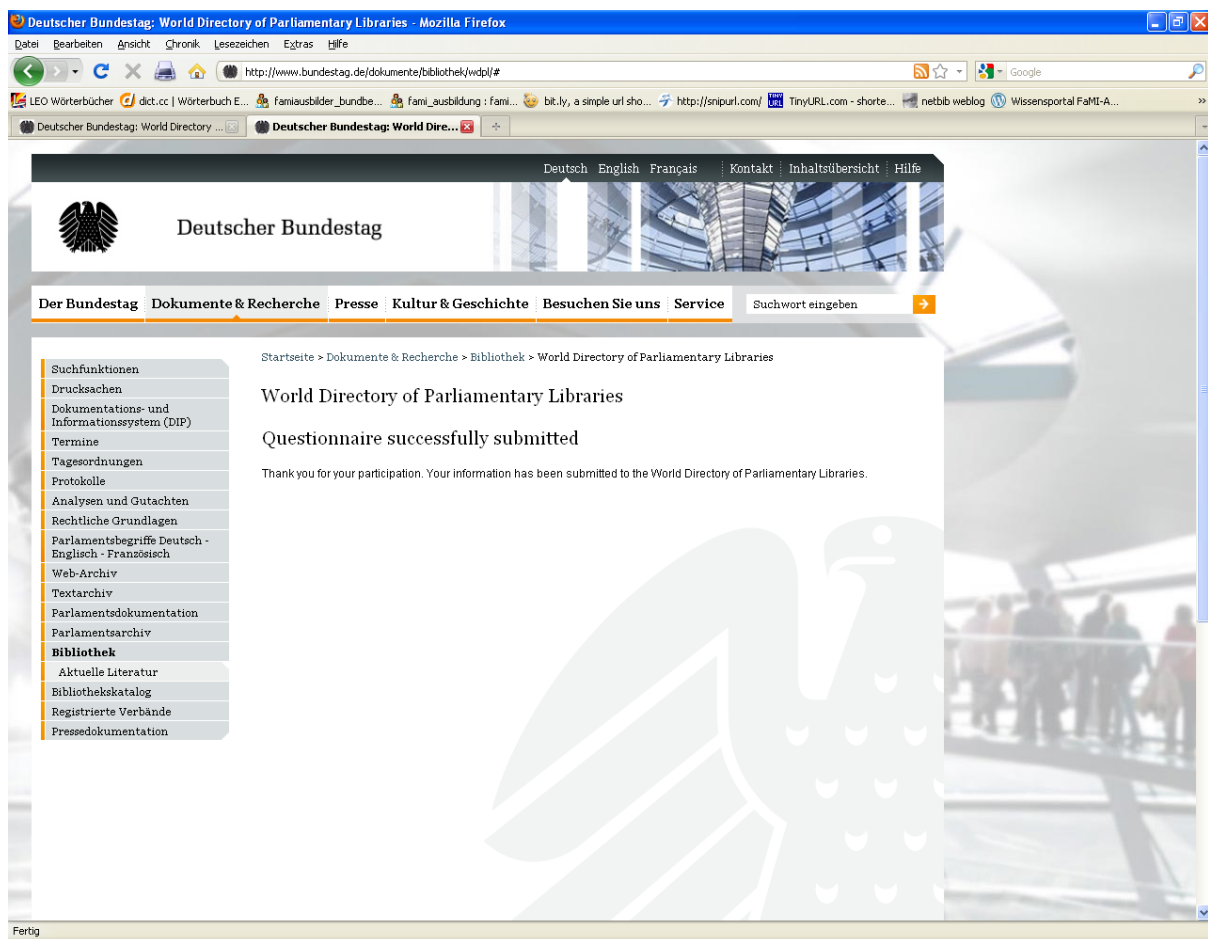 Deutscher Bundestag: World Directory of Parliamentary Libraries - Mozilla Firefox
Datei Bearbeiten Ansicht Chronik Lesezeichen Extras Hilfe
http://www.bundestag.de/dokumente/bibliothek/wdpl/# Google
LEO Wörterbücher dict.cc | Wörterbuch E... famiausbilder_bundbe... fami_ausbildung : fami... bit.ly, a simple url sho... http://snipurl.com/ TinyURL.com - shorte... netbib weblog Wissensportal FaMI-A... »
Deutscher Bundestag: World Directory ... Deutscher Bundestag: World Dire...
Deutsch English Français Kontakt Inhaltsübersicht Hilfe
Deutscher Bundestag
Der Bundestag Dokumente & Recherche Presse Kultur & Geschichte Besuchen Sie uns Service Suchwort eingeben
Startseite > Dokumente & Recherche > Bibliothek > World Directory of Parliamentary Libraries
Suchfunktionen
Drucksachen
Dokumentations- und
Informationssystem (DIP)
Termine
Tagesordnungen
Protokolle
Analysen und Gutachten
Rechtliche Grundlagen
Parlamentsbegriffe Deutsch -
Englisch - Französisch
Web-Archiv
Textarchiv
Parlamentsdokumentation
Parlamentsarchiv
Bibliothek
Aktuelle Literatur
Bibliothekskatalog
Registrierte Verbände
Pressedokumentation
World Directory of Parliamentary Libraries
Questionnaire successfully submitted
Thank you for your participation. Your information has been submitted to the World Directory of Parliamentary Libraries.
Fertig